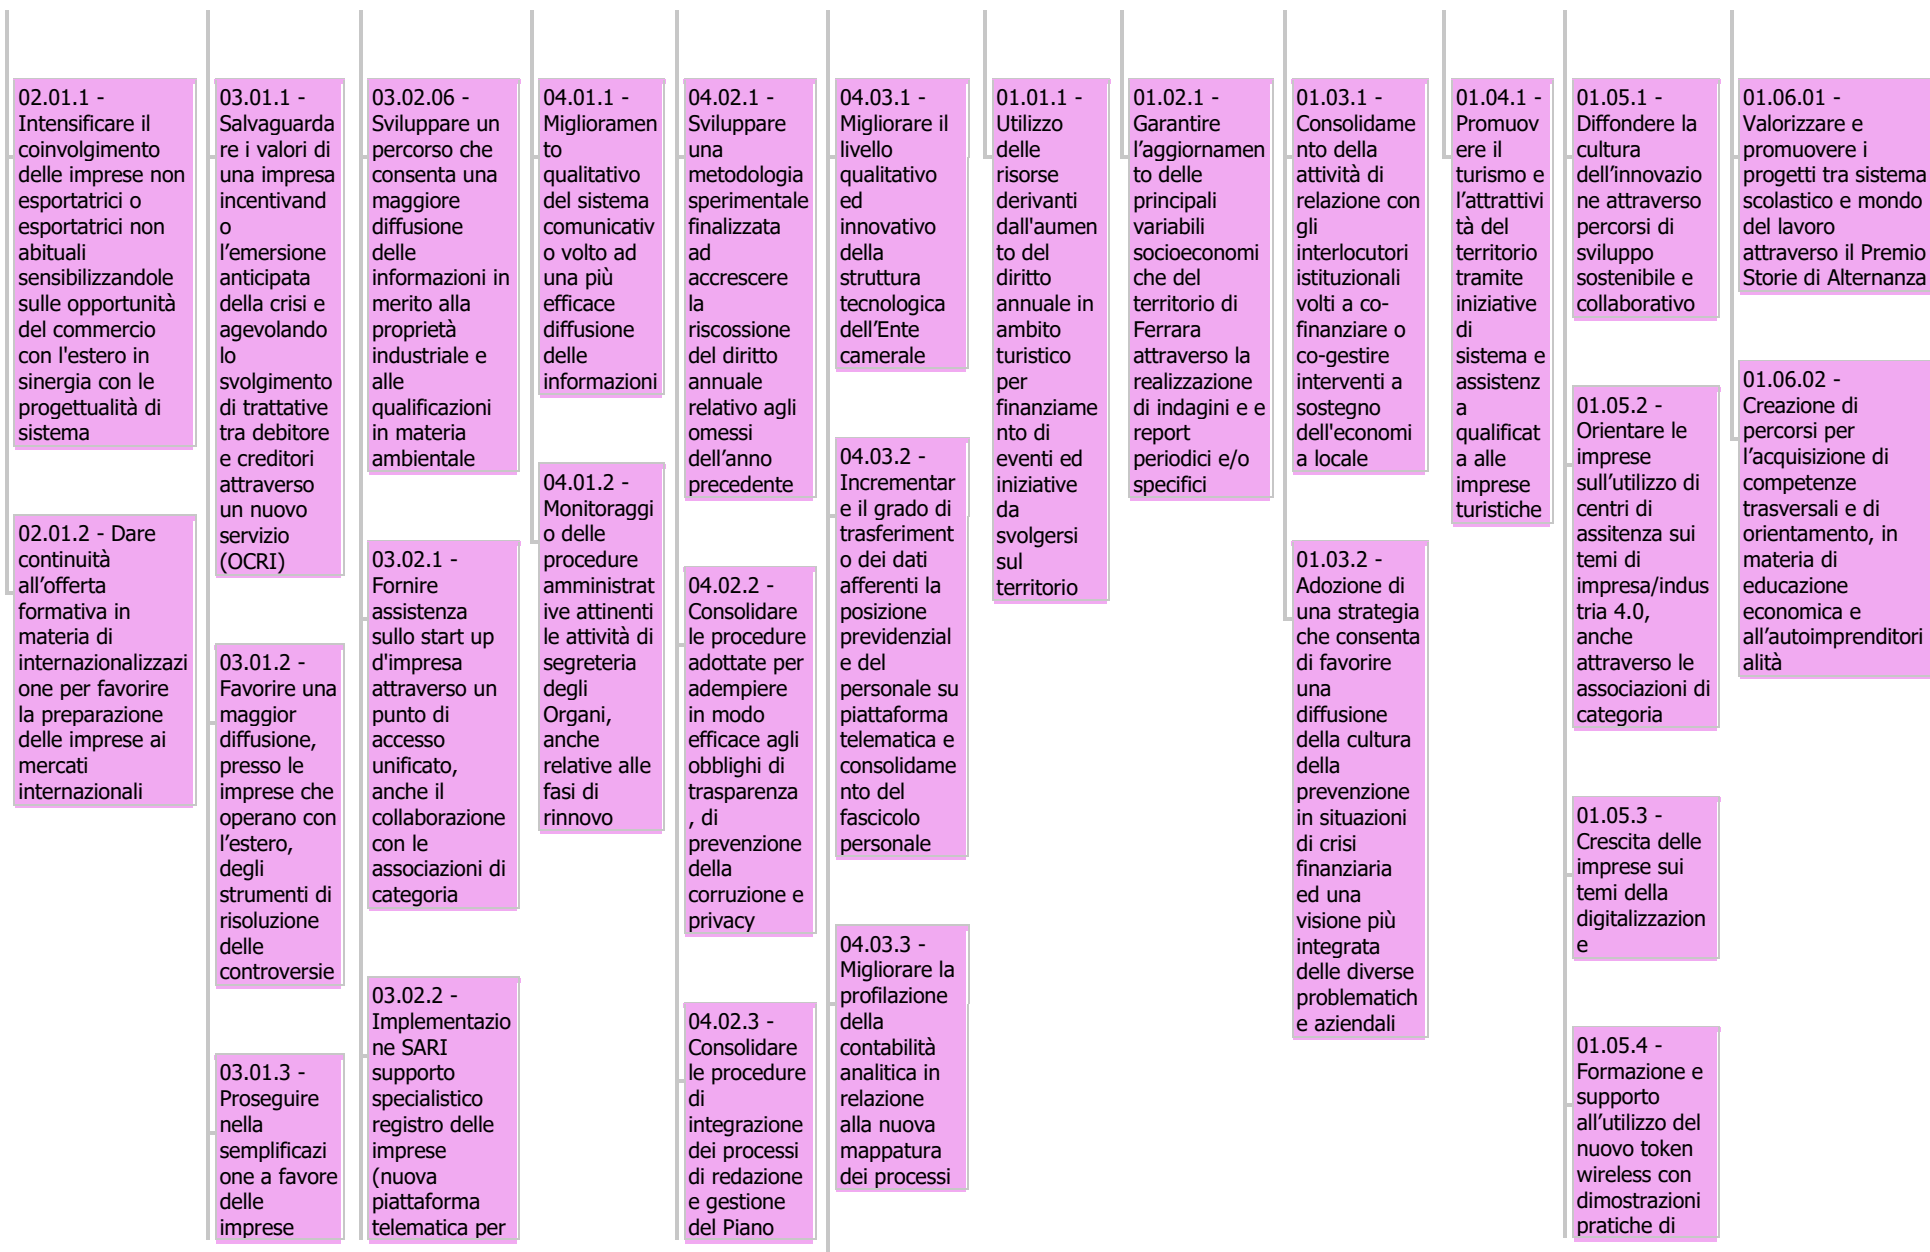 02.01.1 -
Intensificare il
coinvolgimento
delle imprese non
esportatrici o
esportatrici non
abituali
sensibilizzandole
sulle opportunità
del commercio
con l'estero in
sinergia con le
progettualità di
sistema
02.01.2 - Dare
continuità
all’offerta
formativa in
materia di
internazionalizzazi
one per favorire
la preparazione
delle imprese ai
mercati
internazionali
03.01.1 -
Salvaguarda
re i valori di
una impresa
incentivand
o
l’emersione
anticipata
della crisi e
agevolando
lo
svolgimento
di trattative
tra debitore
e creditori
attraverso
un nuovo
servizio
(OCRI)
03.01.2 -
Favorire una
maggior
diffusione,
presso le
imprese che
operano con
l’estero,
degli
strumenti di
risoluzione
delle
controversie
03.01.3 -
Proseguire
nella
semplificazi
one a favore
delle
imprese
03.02.06 -
Sviluppare un
percorso che
consenta una
maggiore
diffusione
delle
informazioni in
merito alla
proprietà
industriale e
alle
qualificazioni
in materia
ambientale
03.02.1 -
Fornire
assistenza
sullo start up
d'impresa
attraverso un
punto di
accesso
unificato,
anche il
collaborazione
con le
associazioni di
categoria
03.02.2 -
Implementazio
ne SARI
supporto
specialistico
registro delle
imprese
(nuova
piattaforma
telematica per
04.01.1 -
Miglioramen
to
qualitativo
del sistema
comunicativ
o volto ad
una più
efficace
diffusione
delle
informazioni
04.01.2 -
Monitoraggi
o delle
procedure
amministrat
ive attinenti
le attività di
segreteria
degli
Organi,
anche
relative alle
fasi di
rinnovo
04.02.1 -
Sviluppare
una
metodologia
sperimentale
finalizzata
ad
accrescere
la
riscossione
del diritto
annuale
relativo agli
omessi
dell’anno
precedente
04.02.2 -
Consolidare
le procedure
adottate per
adempiere
in modo
efficace agli
obblighi di
trasparenza
, di
prevenzione
della
corruzione e
privacy
04.02.3 -
Consolidare
le procedure
di
integrazione
dei processi
di redazione
e gestione
del Piano
04.03.1 -
Migliorare il
livello
qualitativo
ed
innovativo
della
struttura
tecnologica
dell’Ente
camerale
04.03.2 -
Incrementar
e il grado di
trasferiment
o dei dati
afferenti la
posizione
previdenzial
e del
personale su
piattaforma
telematica e
consolidame
nto del
fascicolo
personale
04.03.3 -
Migliorare la
profilazione
della
contabilità
analitica in
relazione
alla nuova
mappatura
dei processi
01.01.1 -
Utilizzo
delle
risorse
derivanti
dall'aumen
to del
diritto
annuale in
ambito
turistico
per
finanziame
nto di
eventi ed
iniziative
da
svolgersi
sul
territorio
01.02.1 -
Garantire
l’aggiornamen
to delle
principali
variabili
socioeconomi
che del
territorio di
Ferrara
attraverso la
realizzazione
di indagini e e
report
periodici e/o
specifici
01.03.1 -
Consolidame
nto della
attività di
relazione con
gli
interlocutori
istituzionali
volti a co-
finanziare o
co-gestire
interventi a
sostegno
dell'economi
a locale
01.03.2 -
Adozione di
una strategia
che consenta
di favorire
una
diffusione
della cultura
della
prevenzione
in situazioni
di crisi
finanziaria
ed una
visione più
integrata
delle diverse
problematich
e aziendali
01.04.1 -
Promuov
ere il
turismo e
l'attrattivi
tà del
territorio
tramite
iniziative
di
sistema e
assistenz
a
qualificat
a alle
imprese
turistiche
01.05.1 -
Diffondere la
cultura
dell’innovazio
ne attraverso
percorsi di
sviluppo
sostenibile e
collaborativo
01.05.2 -
Orientare le
imprese
sull’utilizzo di
centri di
assitenza sui
temi di
impresa/indus
tria 4.0,
anche
attraverso le
associazioni di
categoria
01.05.3 -
Crescita delle
imprese sui
temi della
digitalizzazion
e
01.05.4 -
Formazione e
supporto
all’utilizzo del
nuovo token
wireless con
dimostrazioni
pratiche di
01.06.01 -
Valorizzare e
promuovere i
progetti tra sistema
scolastico e mondo
del lavoro
attraverso il Premio
Storie di Alternanza
01.06.02 -
Creazione di
percorsi per
l’acquisizione di
competenze
trasversali e di
orientamento, in
materia di
educazione
economica e
all’autoimprenditori
alità